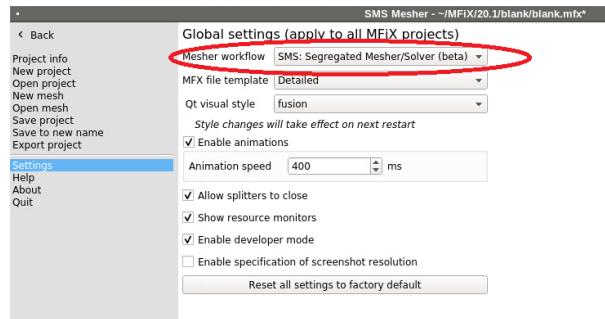 SMS Mesher - ~/MFiX/20.1/blank/blank.mfx*
Back
Project info
New project
Open project
New mesh
Open mesh
Save project
Save to new name
Export project
Settings
Help
About
Quit
Global settings (apply to all MFiX projects)
Mesher workflow SMS: Segregated Mesher/Solver (beta)
MFX file template Detailed
Qt visual style fusion
Style changes will take effect on next restart
Enable animations
Animation speed 400 ms
Allow splitters to close
Show resource monitors
Enable developer mode
Enable specification of screenshot resolution
Reset all settings to factory default